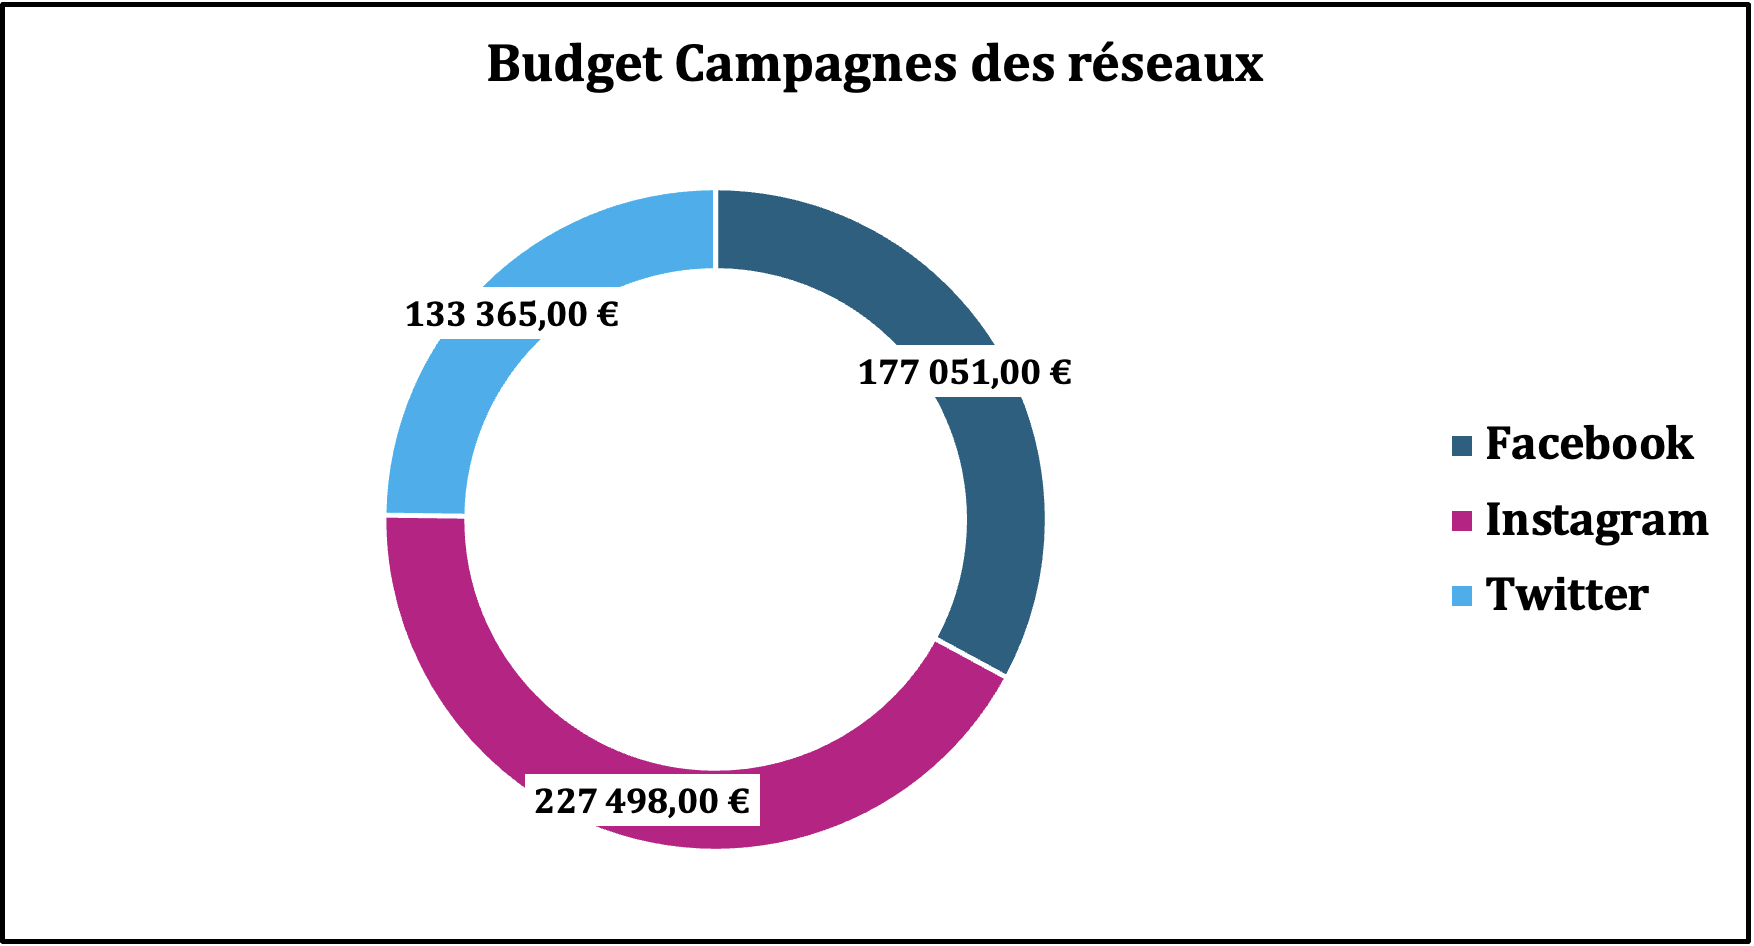 Budget Campagnes des réseaux
133 365,00 €
177 051,00 €
227 498,00 €
Facebook
Instagram
Twitter